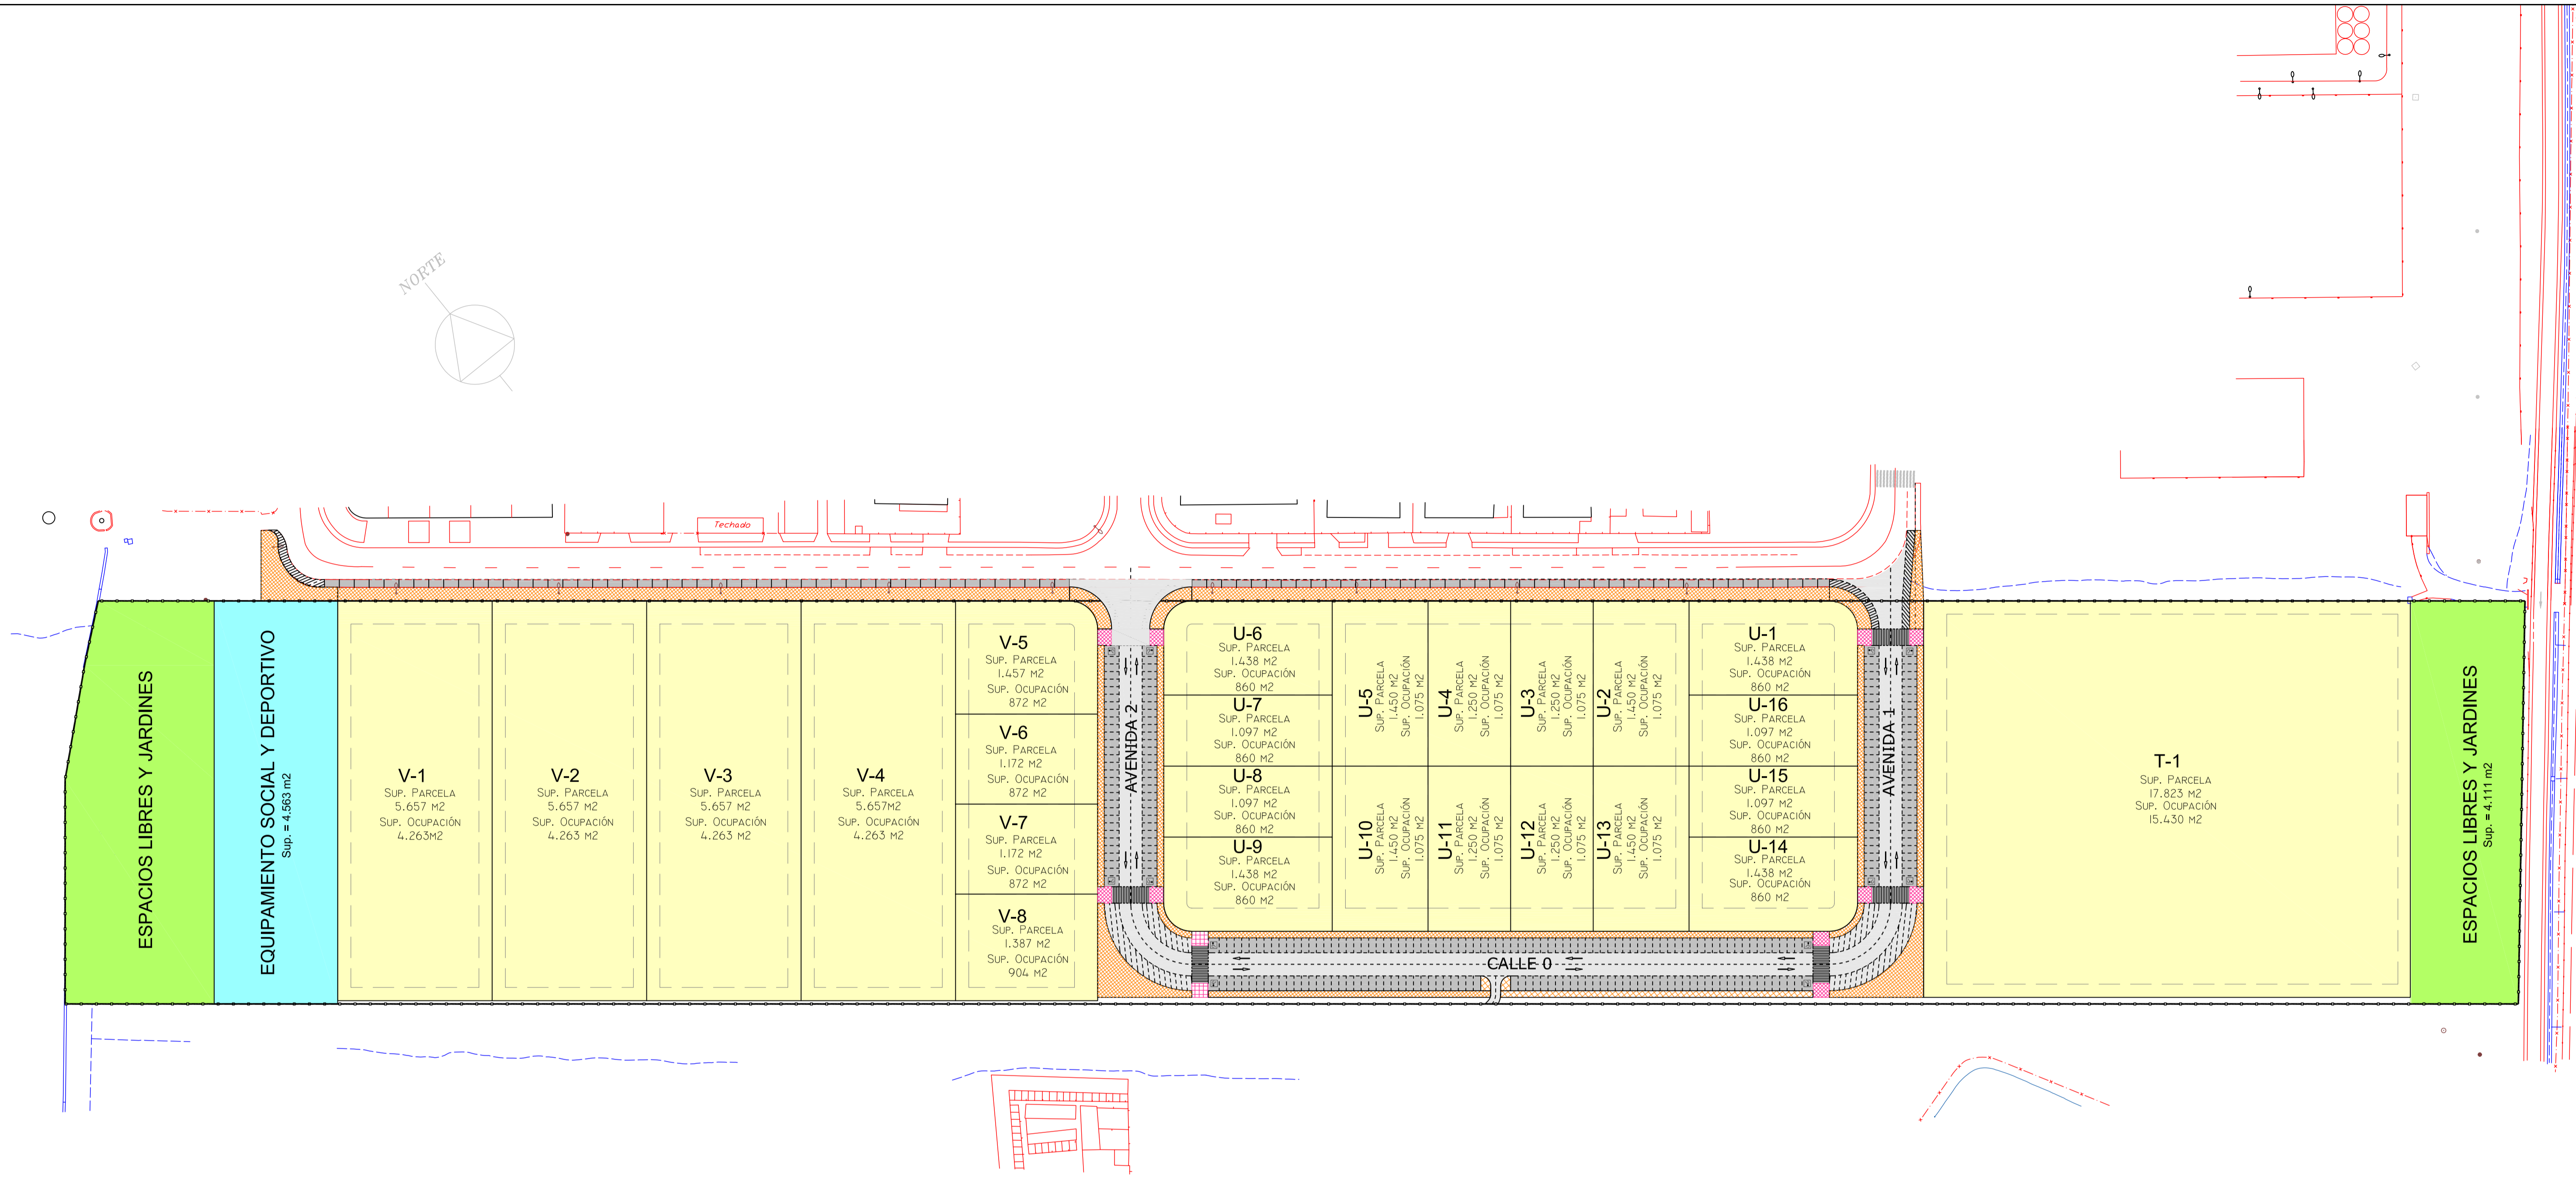 NORTE
Techado
ESPACIOS LIBRES Y JARDINES
EQUIPAMIENTO SOCIAL Y DEPORTIVO
Sup. = 4.563 m2
V-1
SUP. PARCELA
5.657 M2
SUP. OCUPACIÓN
4.263M2
V-2
SUP. PARCELA
5.657 M2
SUP. OCUPACIÓN
4.263 M2
V-3
SUP. PARCELA
5.657 M2
SUP. OCUPACIÓN
4.263 M2
V-4
SUP. PARCELA
5.657M2
SUP. OCUPACIÓN
4.263 M2
V-5
SUP. PARCELA
1.457 M2
SUP. OCUPACIÓN
872 M2
V-6
SUP. PARCELA
1.172 M2
SUP. OCUPACIÓN
872 M2
V-7
SUP. PARCELA
1.172 M2
SUP. OCUPACIÓN
872 M2
V-8
SUP. PARCELA
1.387 M2
SUP. OCUPACIÓN
904 M2
AVENIDA 2
U-6
SUP. PARCELA
1.438 M2
SUP. OCUPACIÓN
860 M2
U-7
SUP. PARCELA
1.097 M2
SUP. OCUPACIÓN
860 M2
U-8
SUP. PARCELA
1.097 M2
SUP. OCUPACIÓN
860 M2
U-9
SUP. PARCELA
1.438 M2
SUP. OCUPACIÓN
860 M2
U-5
SUP. PARCELA
1.450 M2
SUP. OCUPACIÓN
1.075 M2
U-4
SUP. PARCELA
1.250 M2
SUP. OCUPACIÓN
1.075 M2
U-3
SUP. PARCELA
1.250 M2
SUP. OCUPACIÓN
1.075 M2
U-2
SUP. PARCELA
1.450 M2
SUP. OCUPACIÓN
1.075 M2
U-10
SUP. PARCELA
1.450 M2
SUP. OCUPACIÓN
1.075 M2
U-11
SUP. PARCELA
1.250 M2
SUP. OCUPACIÓN
1.075 M2
U-12
SUP. PARCELA
1.250 M2
SUP. OCUPACIÓN
1.075 M2
U-13
SUP. PARCELA
1.450 M2
SUP. OCUPACIÓN
1.075 M2
U-1
SUP. PARCELA
1.438 M2
SUP. OCUPACIÓN
860 M2
U-16
SUP. PARCELA
1.097 M2
SUP. OCUPACIÓN
860 M2
U-15
SUP. PARCELA
1.097 M2
SUP. OCUPACIÓN
860 M2
U-14
SUP. PARCELA
1.438 M2
SUP. OCUPACIÓN
860 M2
CALLE 0
AVENIDA 1
T-1
SUP. PARCELA
17.823 M2
SUP. OCUPACIÓN
15.430 M2
ESPACIOS LIBRES Y JARDINES
Sup. = 4.111 m2